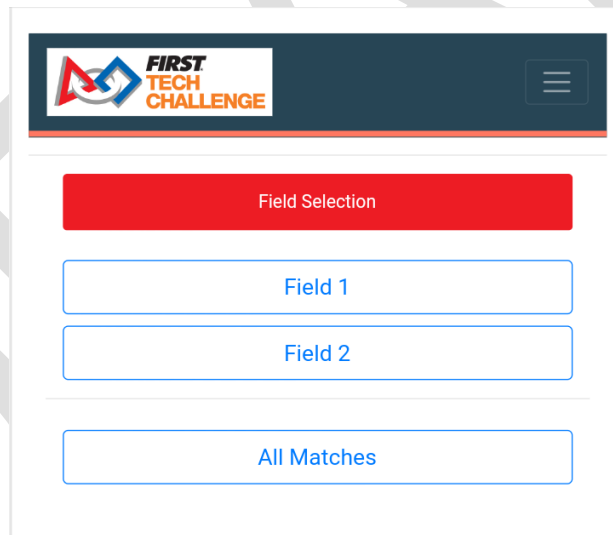 FIRST
TECH
CHALLENGE
Field Selection
Field 1
Field 2
All Matches